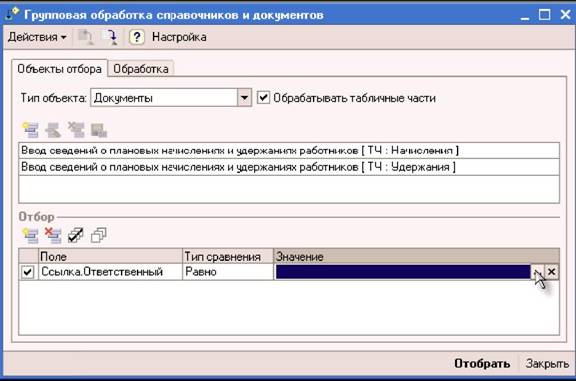 Групповая обработка справочников и документов
Действия ? Настройка
Объекты отбора Обработка
Тип объекта: Документы Обрабатывать табличные части
Ввод сведений о плановых начислениях и удержаниях работников [ ТЧ : Начисления ]
Ввод сведений о плановых начислениях и удержаниях работников [ ТЧ : Удержания ]
Отбор
Поле Тип сравнения Значение
Ссылка.Ответственный Равно
Отобрать Закрыть